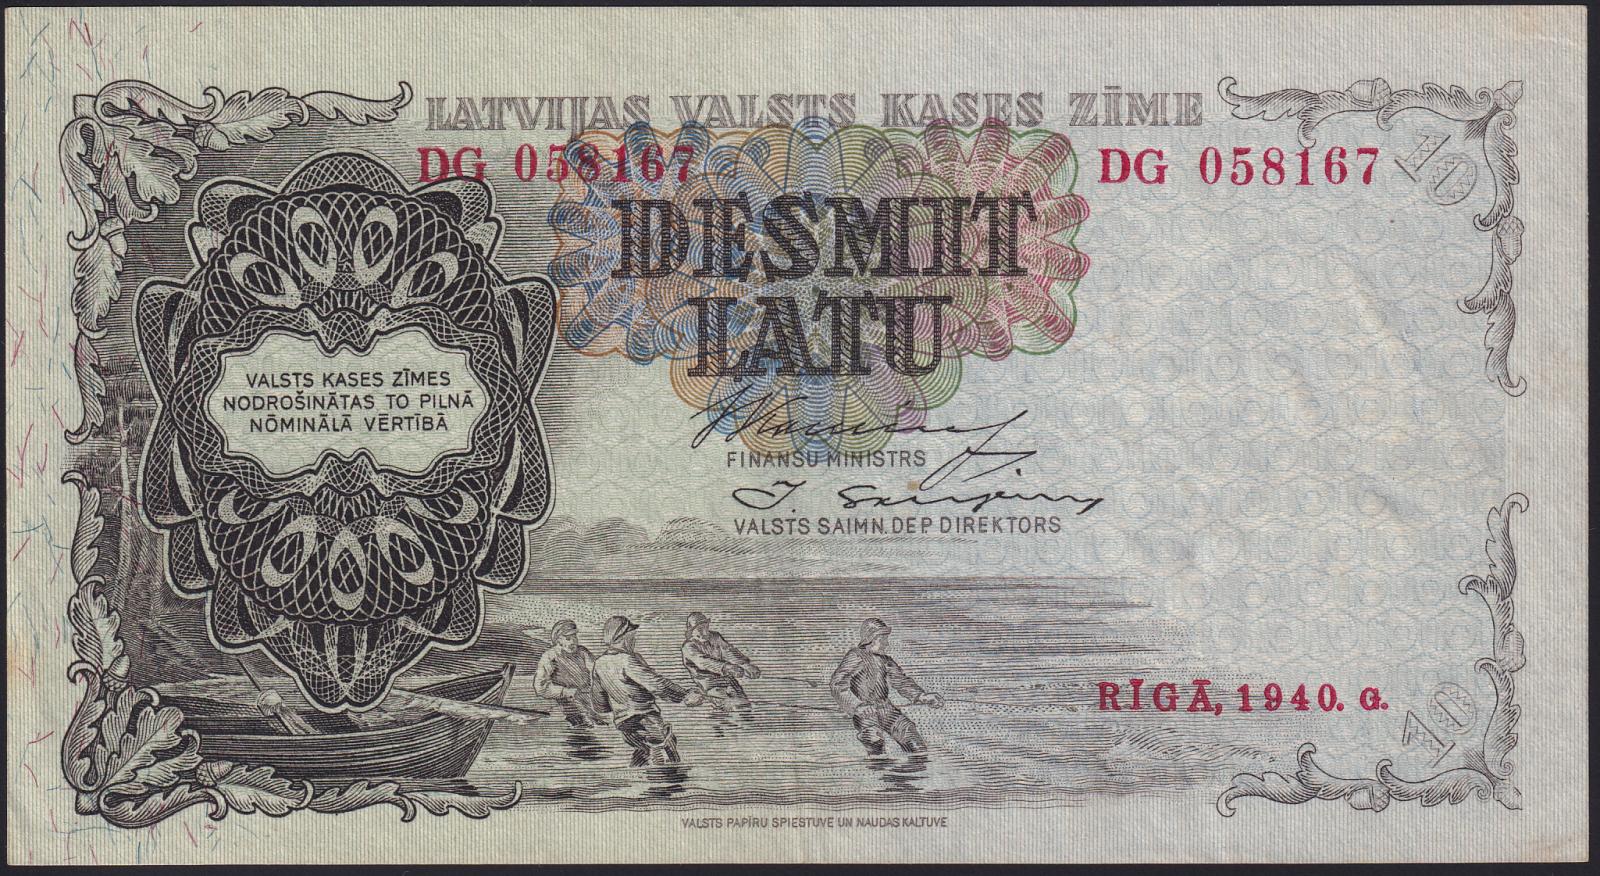 LATVIJAS VALSTS KASES ZĪME
DG 058167
DG 058167
10
DESMIT
LATU
VALSTS KASES ZĪMES
NODROŠINĀTAS TO PILNĀ
NŌMINĀLĀ VĒRTĪBĀ
FINANSU MINISTRS
VALSTS SAIMN. DEP DIREKTORS
RĪGĀ, 1940. G.
10
VALSTS PAPĪRU SPIESTUVE UN NAUDAS KALTUVE